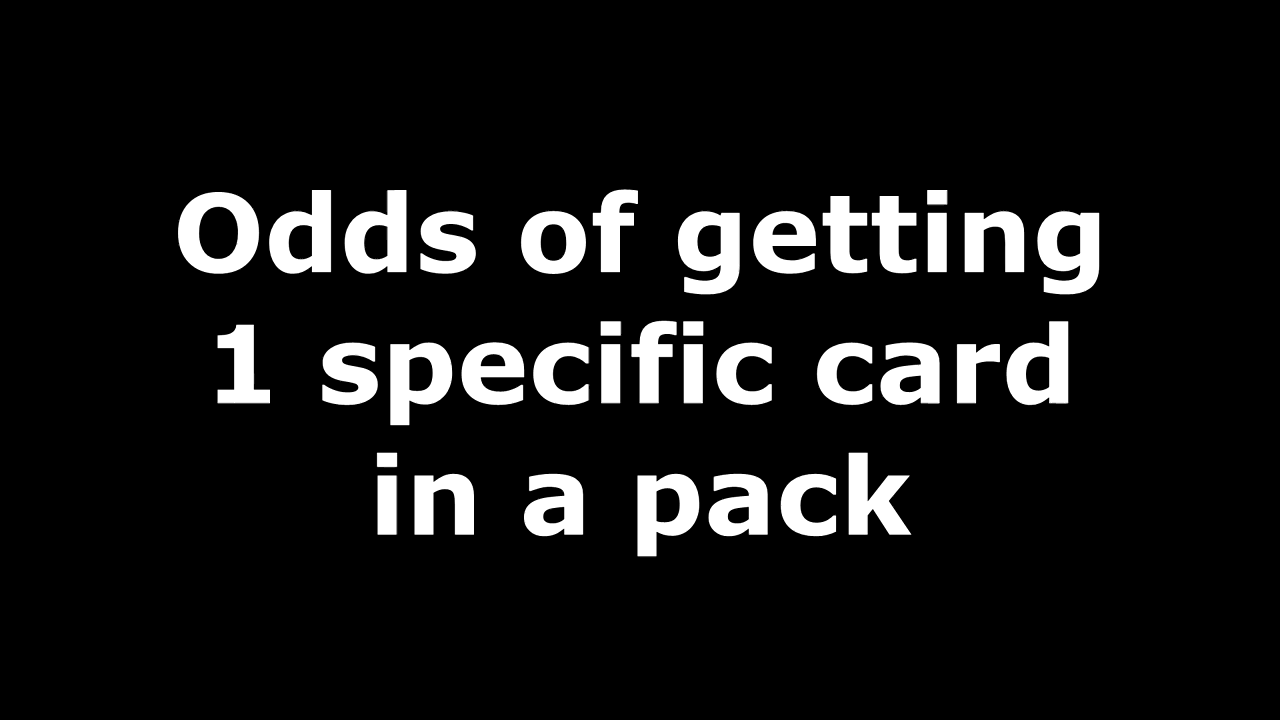 Odds of getting
1 specific card
in a pack